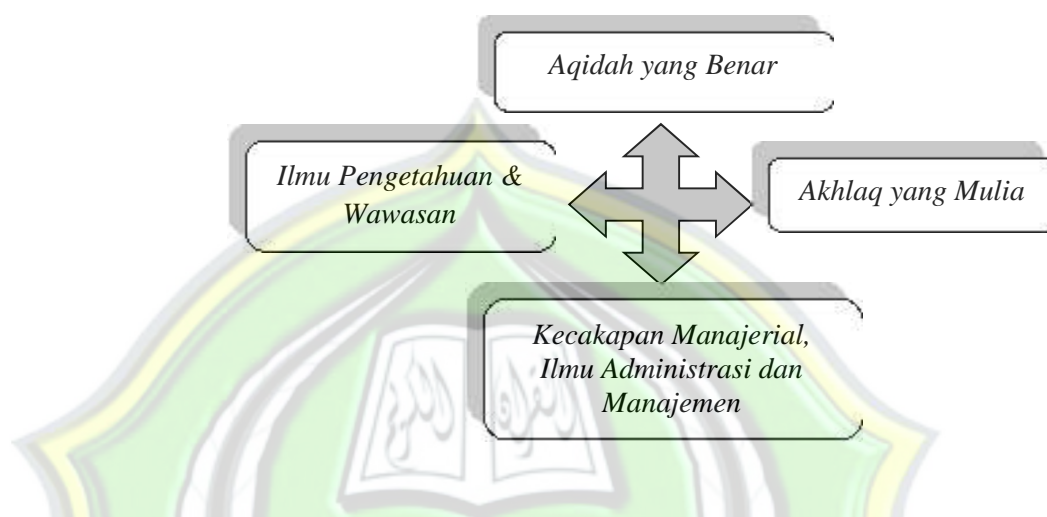 Aqidah yang Benar
Ilmu Pengetahuan &
Wawasan
Akhlaq yang Mulia
Kecakapan Manajerial,
Ilmu Administrasi dan
Manajemen